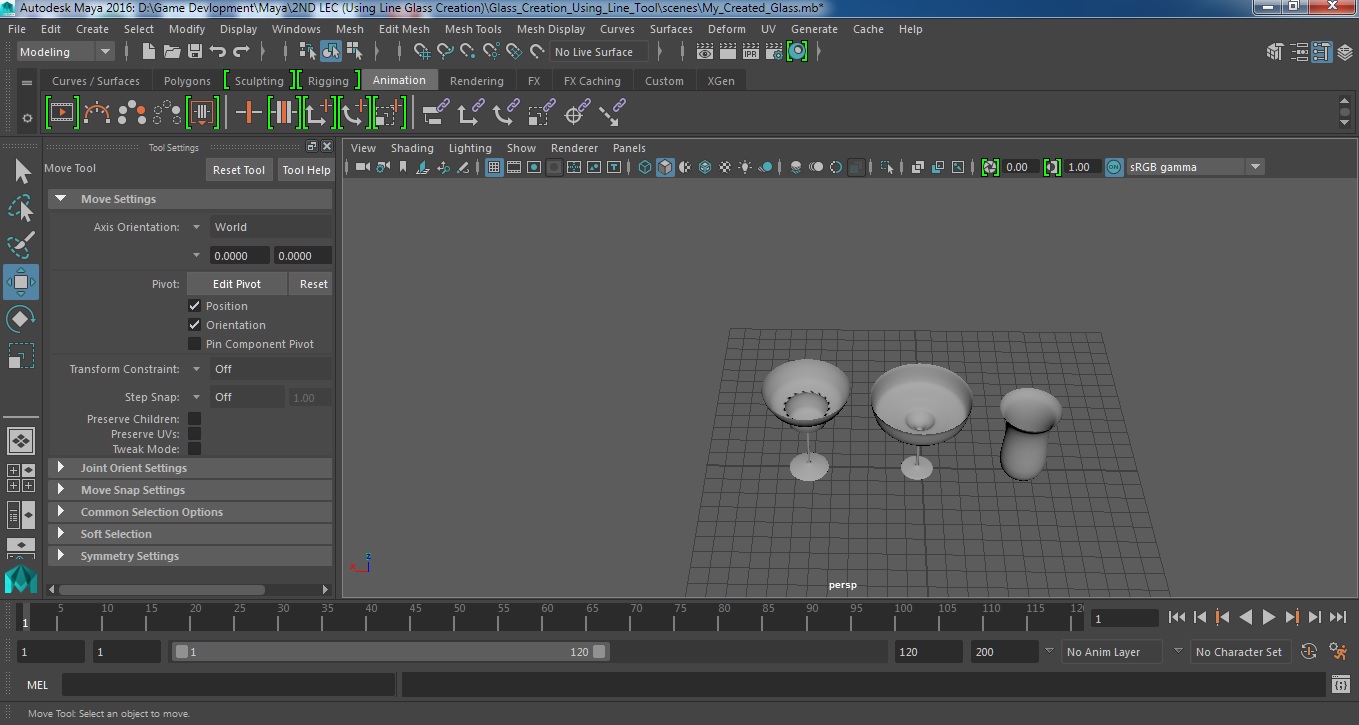 Autodesk Maya 2016: D:\Game Devlopment\Maya\2ND LEC (Using Line Glass Creation)\Glass_Creation_Using_Line_Tool\scenes\My_Created_Glass.mb*
File Edit Create Select Modify Display Windows Mesh Edit Mesh Mesh Tools Mesh Display Curves Surfaces Deform UV Generate Cache Help
Modeling No Live Surface IPR
Curves / Surfaces Polygons Sculpting Rigging Animation Rendering FX FX Caching Custom XGen
Tool Settings
View Shading Lighting Show Renderer Panels
Move Tool Reset Tool Tool Help
0.00 1.00 ON sRGB gamma
Move Settings
Axis Orientation: World
0.0000 0.0000
Pivot: Edit Pivot Reset
Position
Orientation
Pin Component Pivot
Transform Constraint: Off
Step Snap: Off 1.00
Preserve Children:
Preserve UVs:
Tweak Mode:
Joint Orient Settings
Move Snap Settings
Common Selection Options
Soft Selection
Symmetry Settings
z
x
persp
5 10 15 20 25 30 35 40 45 50 55 60 65 70 75 80 85 90 95 100 105 110 115 120
1 1
1 1 1 120 120 200 No Anim Layer No Character Set
MEL
Move Tool: Select an object to move.